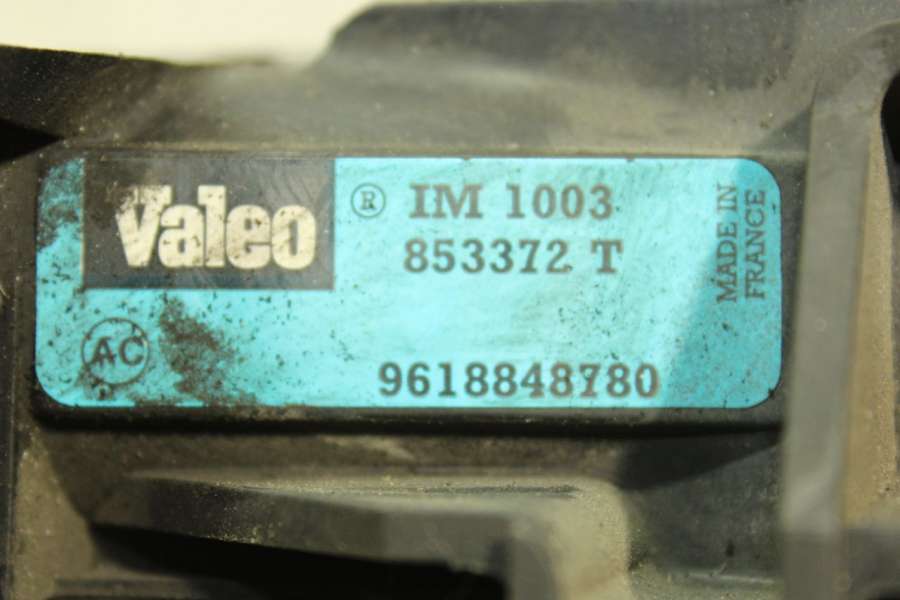 Valeo ® IM 1003
853372 T
MADE IN
FRANCE
AC
9618848780